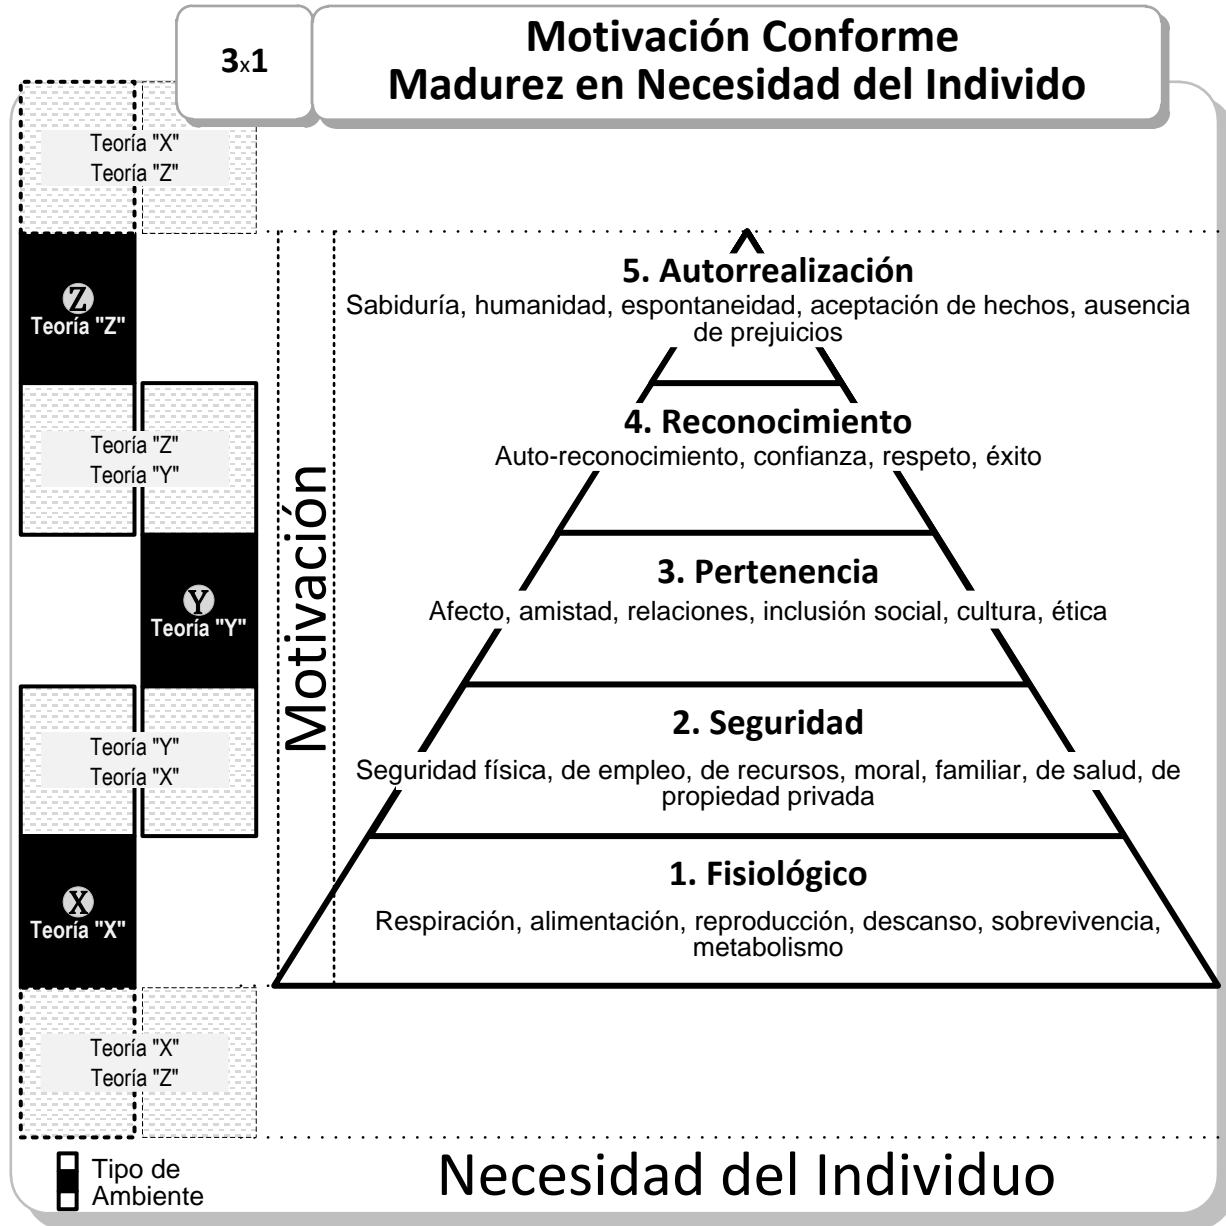 3x1
Motivación Conforme
Madurez en Necesidad del Individo
Teoría "X"
Teoría "Z"
Z
Teoría "Z"
Teoría "Z"
Teoría "Y"
Y
Teoría "Y"
Teoría "Y"
Teoría "X"
X
Teoría "X"
Teoría "X"
Teoría "Z"
Motivación
5. Autorrealización
Sabiduría, humanidad, espontaneidad, aceptación de hechos, ausencia
de prejuicios
4. Reconocimiento
Auto-reconocimiento, confianza, respeto, éxito
3. Pertenencia
Afecto, amistad, relaciones, inclusión social, cultura, ética
2. Seguridad
Seguridad física, de empleo, de recursos, moral, familiar, de salud, de
propiedad privada
1. Fisiológico
Respiración, alimentación, reproducción, descanso, sobrevivencia,
metabolismo
Tipo de
Ambiente
Necesidad del Individuo